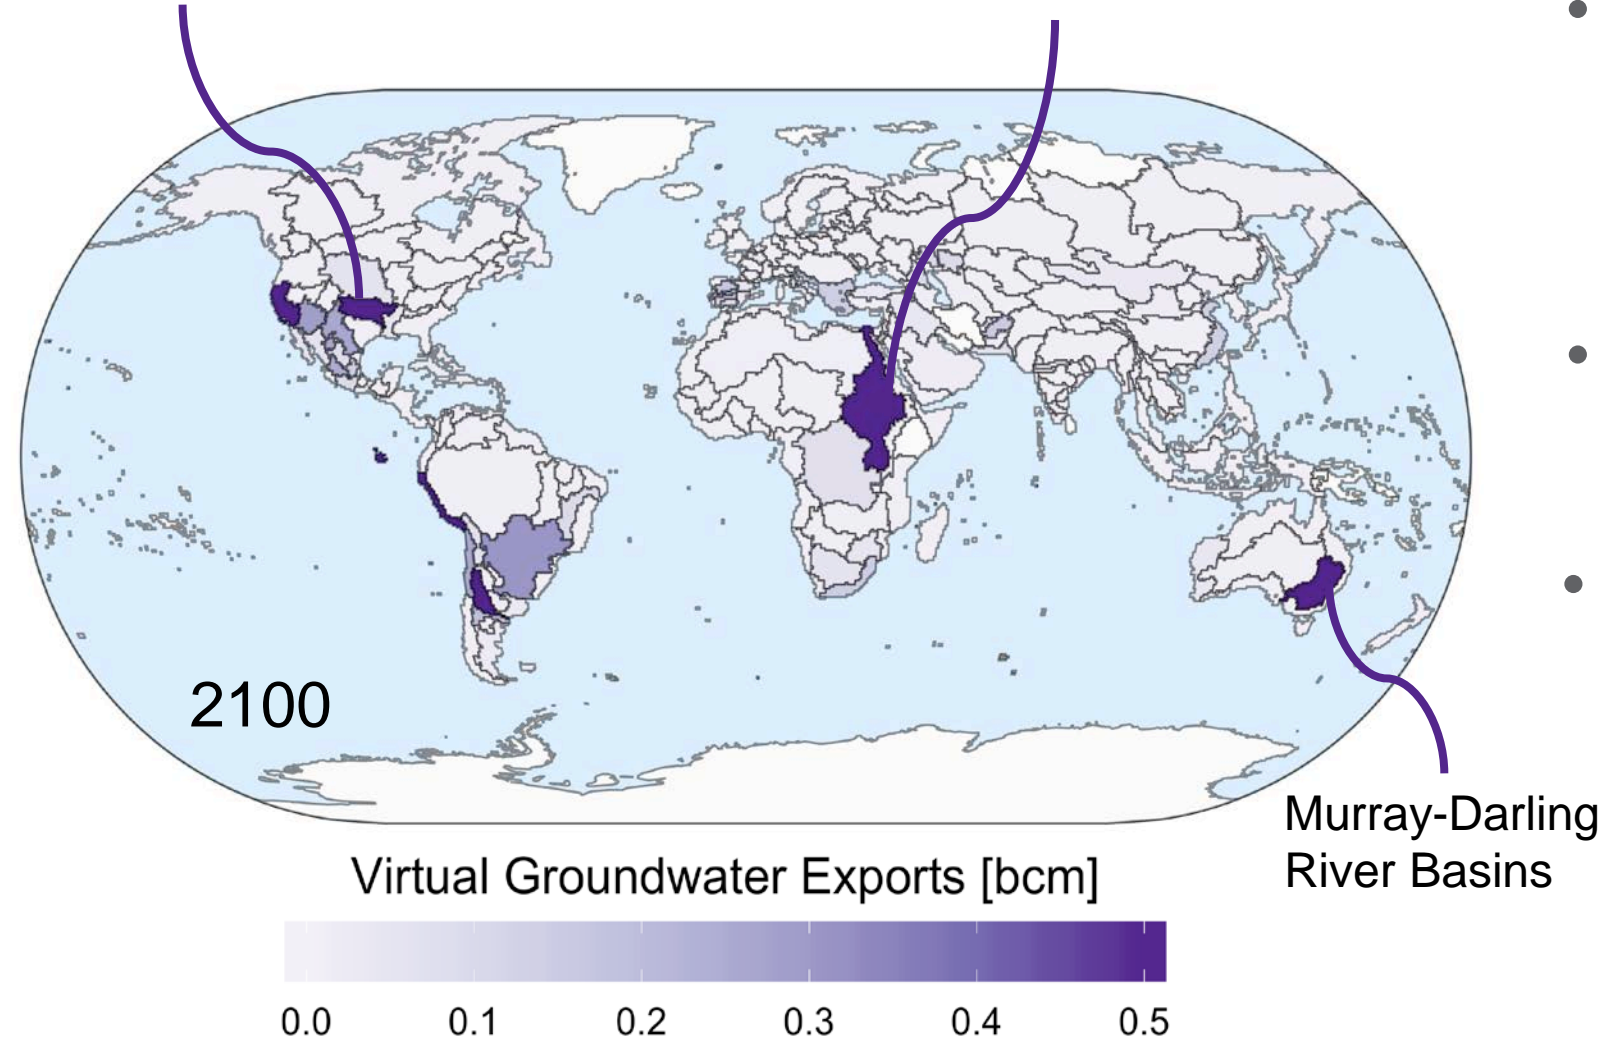 2100
Murray-Darling
River Basins
Virtual Groundwater Exports [bcm]
0.0 0.1 0.2 0.3 0.4 0.5